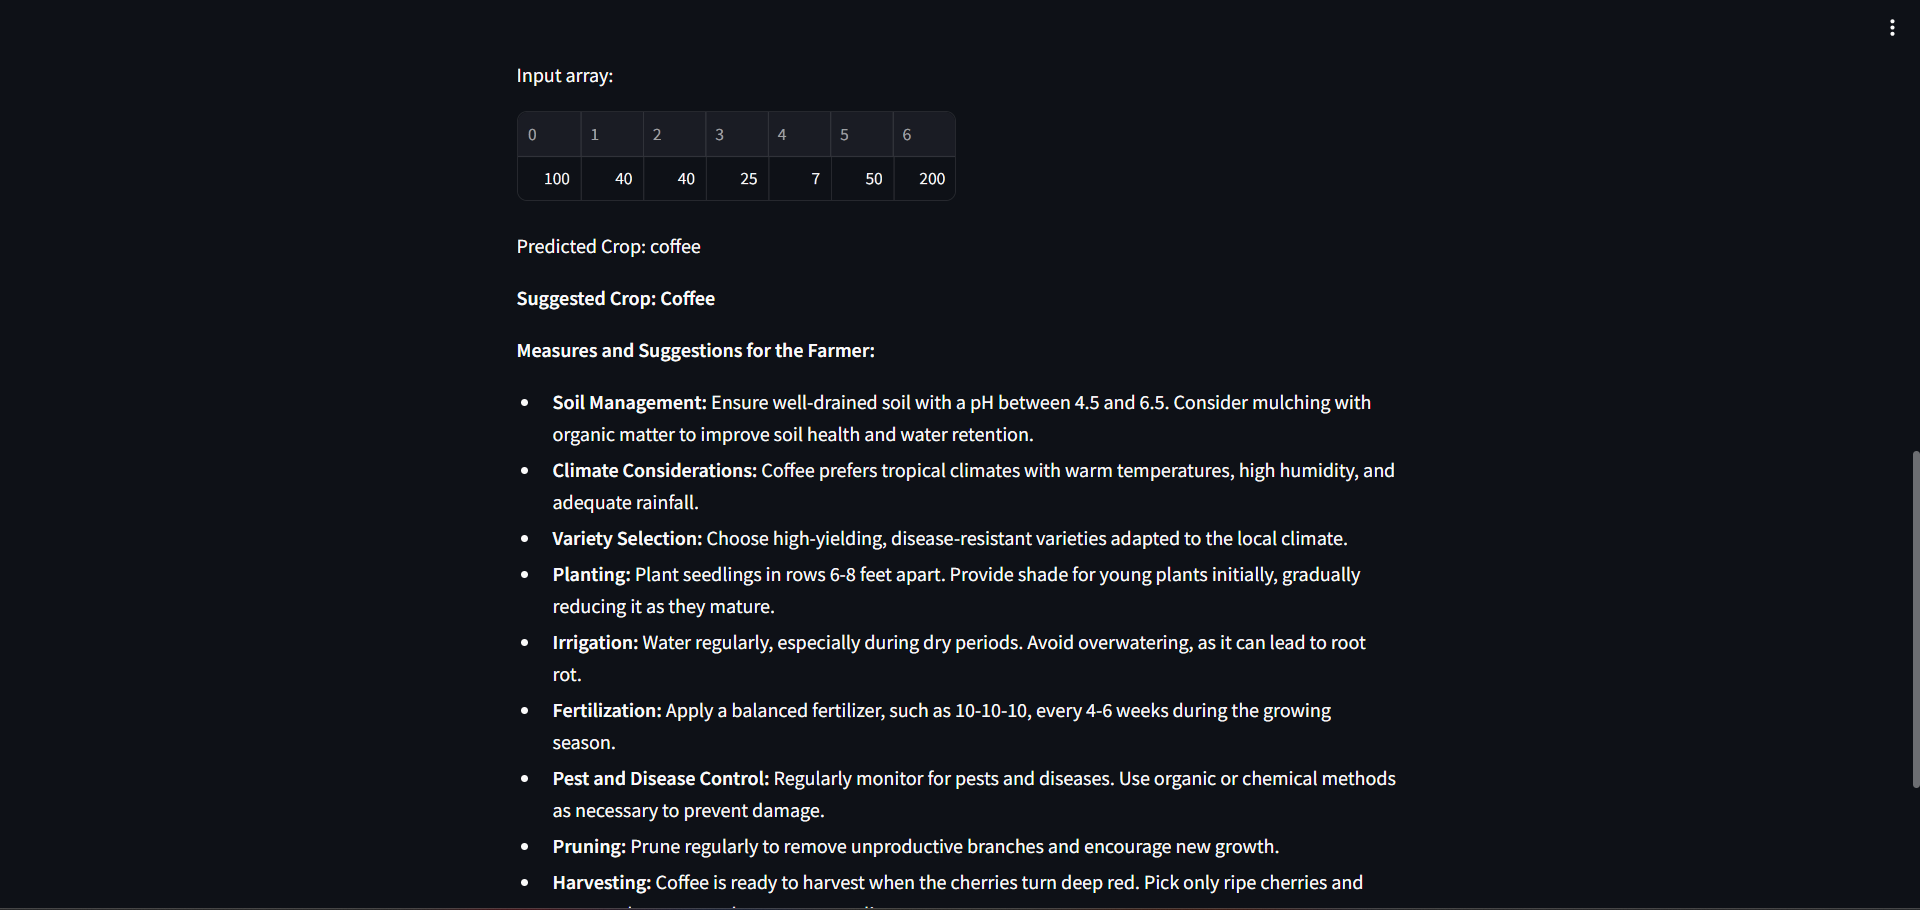 Input array:
0 1 2 3 4 5 6
100 40 40 25 7 50 200
Predicted Crop: coffee
Suggested Crop: Coffee
Measures and Suggestions for the Farmer:
• Soil Management: Ensure well-drained soil with a pH between 4.5 and 6.5. Consider mulching with
organic matter to improve soil health and water retention.
• Climate Considerations: Coffee prefers tropical climates with warm temperatures, high humidity, and
adequate rainfall.
• Variety Selection: Choose high-yielding, disease-resistant varieties adapted to the local climate.
• Planting: Plant seedlings in rows 6-8 feet apart. Provide shade for young plants initially, gradually
reducing it as they mature.
• Irrigation: Water regularly, especially during dry periods. Avoid overwatering, as it can lead to root
rot.
• Fertilization: Apply a balanced fertilizer, such as 10-10-10, every 4-6 weeks during the growing
season.
• Pest and Disease Control: Regularly monitor for pests and diseases. Use organic or chemical methods
as necessary to prevent damage.
• Pruning: Prune regularly to remove unproductive branches and encourage new growth.
• Harvesting: Coffee is ready to harvest when the cherries turn deep red. Pick only ripe cherries and